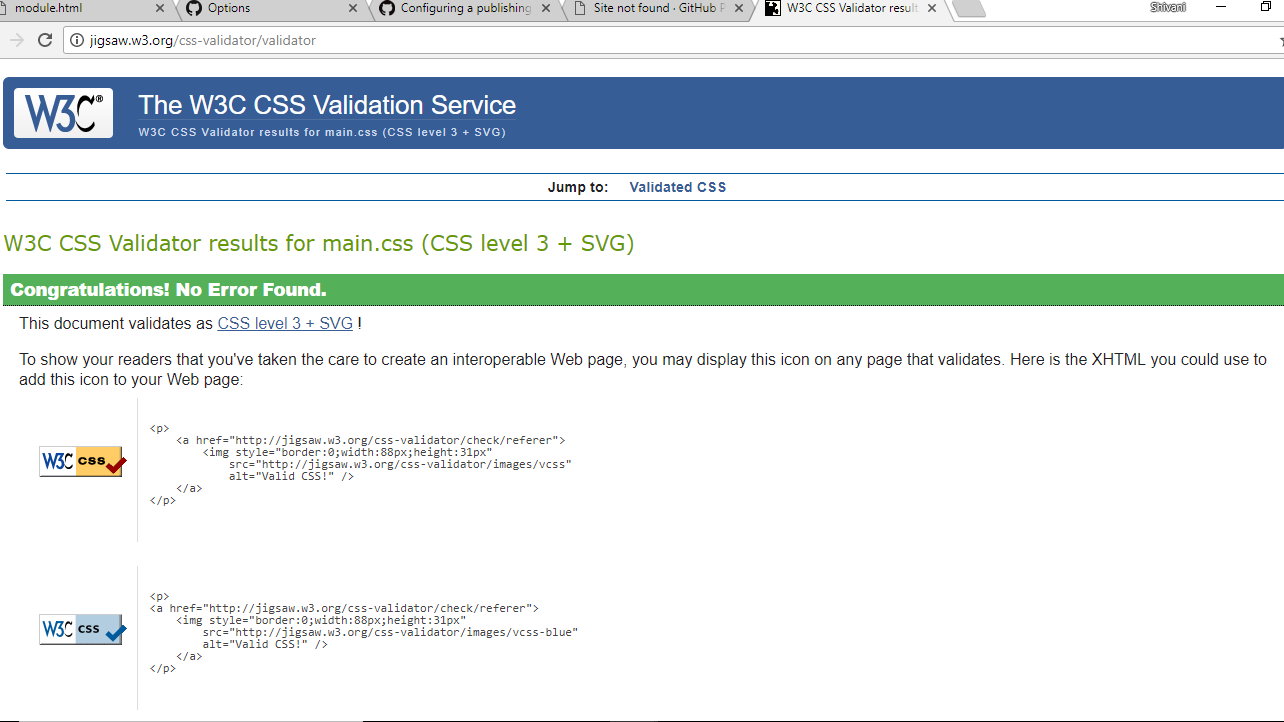 module.html
Options
Configuring a publishing
Site not found · GitHub P
W3C CSS Validator result
Shivani
jigsaw.w3.org/css-validator/validator
W3C®
The W3C CSS Validation Service
W3C CSS Validator results for main.css (CSS level 3 + SVG)
Jump to: Validated CSS
W3C CSS Validator results for main.css (CSS level 3 + SVG)
Congratulations! No Error Found.
This document validates as CSS level 3 + SVG !
To show your readers that you've taken the care to create an interoperable Web page, you may display this icon on any page that validates. Here is the XHTML you could use to
add this icon to your Web page:
W3C css
<p>
<a href="http://jigsaw.w3.org/css-validator/check/referer">
<img style="border:0;width:88px;height:31px"
src="http://jigsaw.w3.org/css-validator/images/vcss"
alt="Valid CSS!" />
</a>
</p>
W3C css
<p>
<a href="http://jigsaw.w3.org/css-validator/check/referer">
<img style="border:0;width:88px;height:31px"
src="http://jigsaw.w3.org/css-validator/images/vcss-blue"
alt="Valid CSS!" />
</a>
</p>